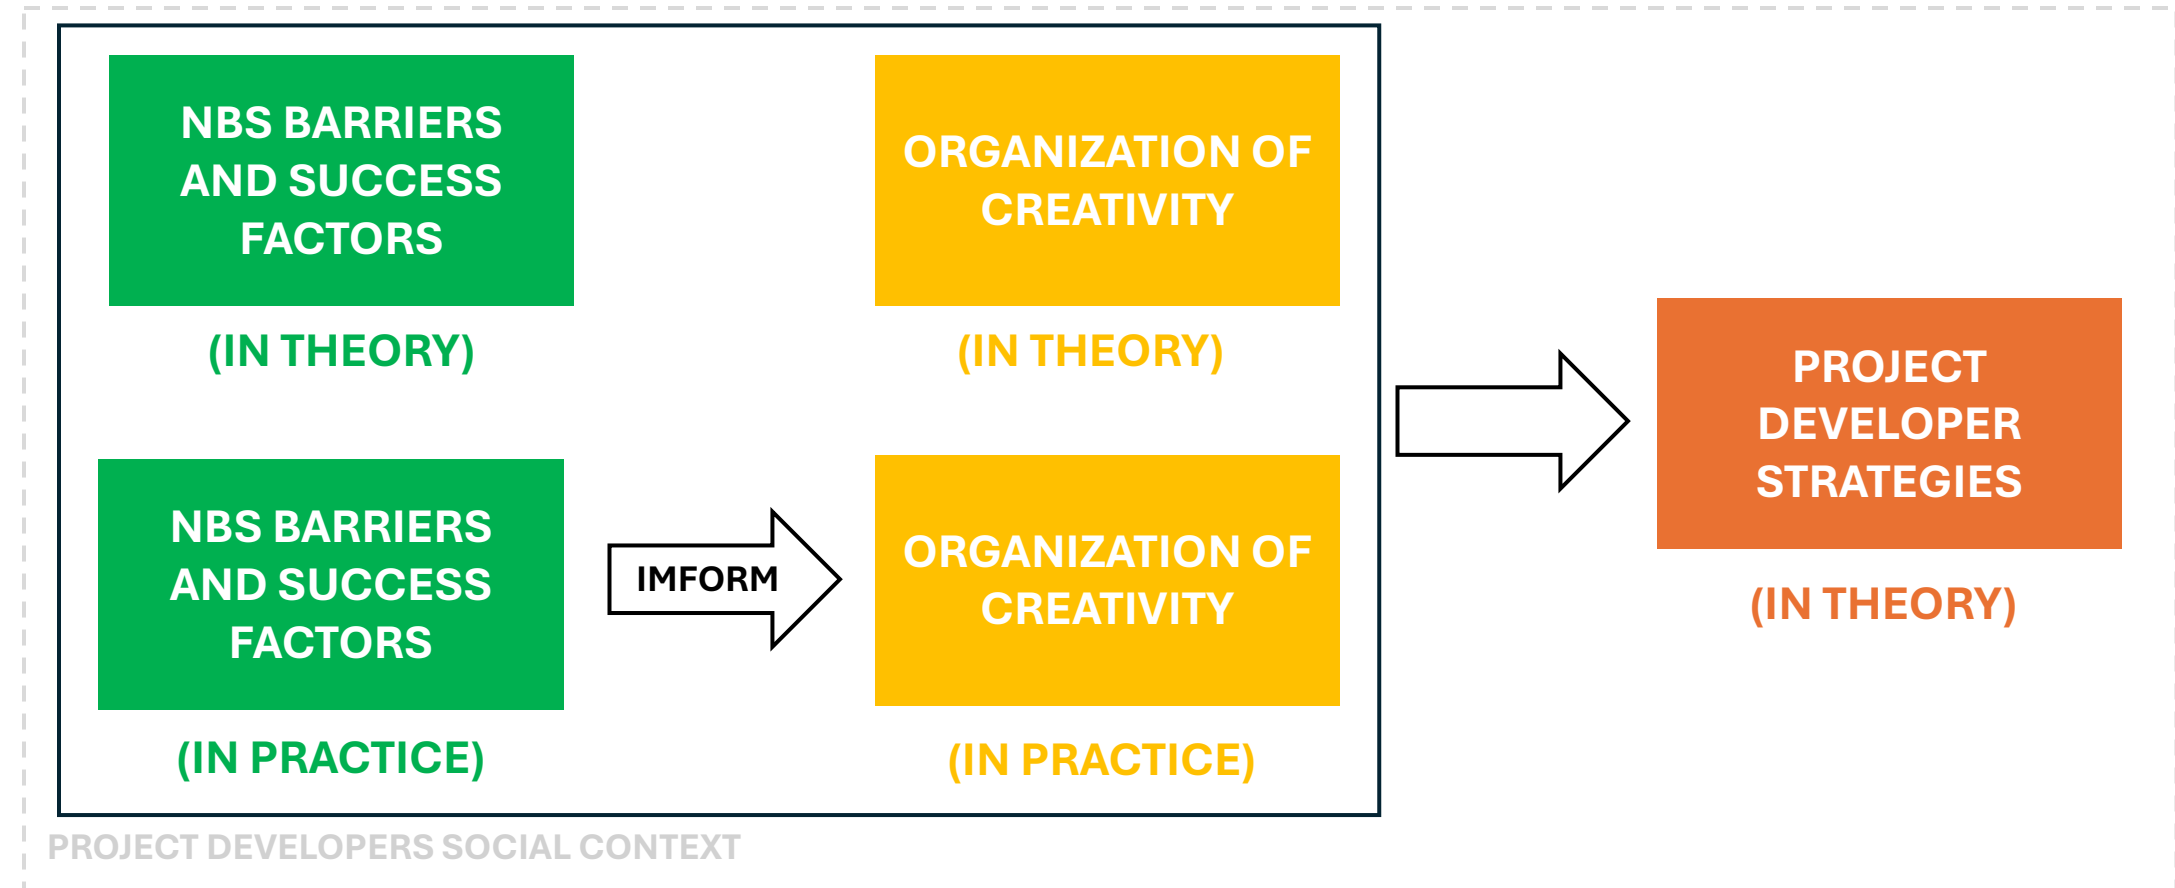 NBS BARRIERS
AND SUCCESS
FACTORS
(IN THEORY)
ORGANIZATION OF
CREATIVITY
(IN THEORY)
NBS BARRIERS
AND SUCCESS
FACTORS
(IN PRACTICE)
IMFORM
ORGANIZATION OF
CREATIVITY
(IN PRACTICE)
PROJECT
DEVELOPER
STRATEGIES
(IN THEORY)
PROJECT DEVELOPERS SOCIAL CONTEXT